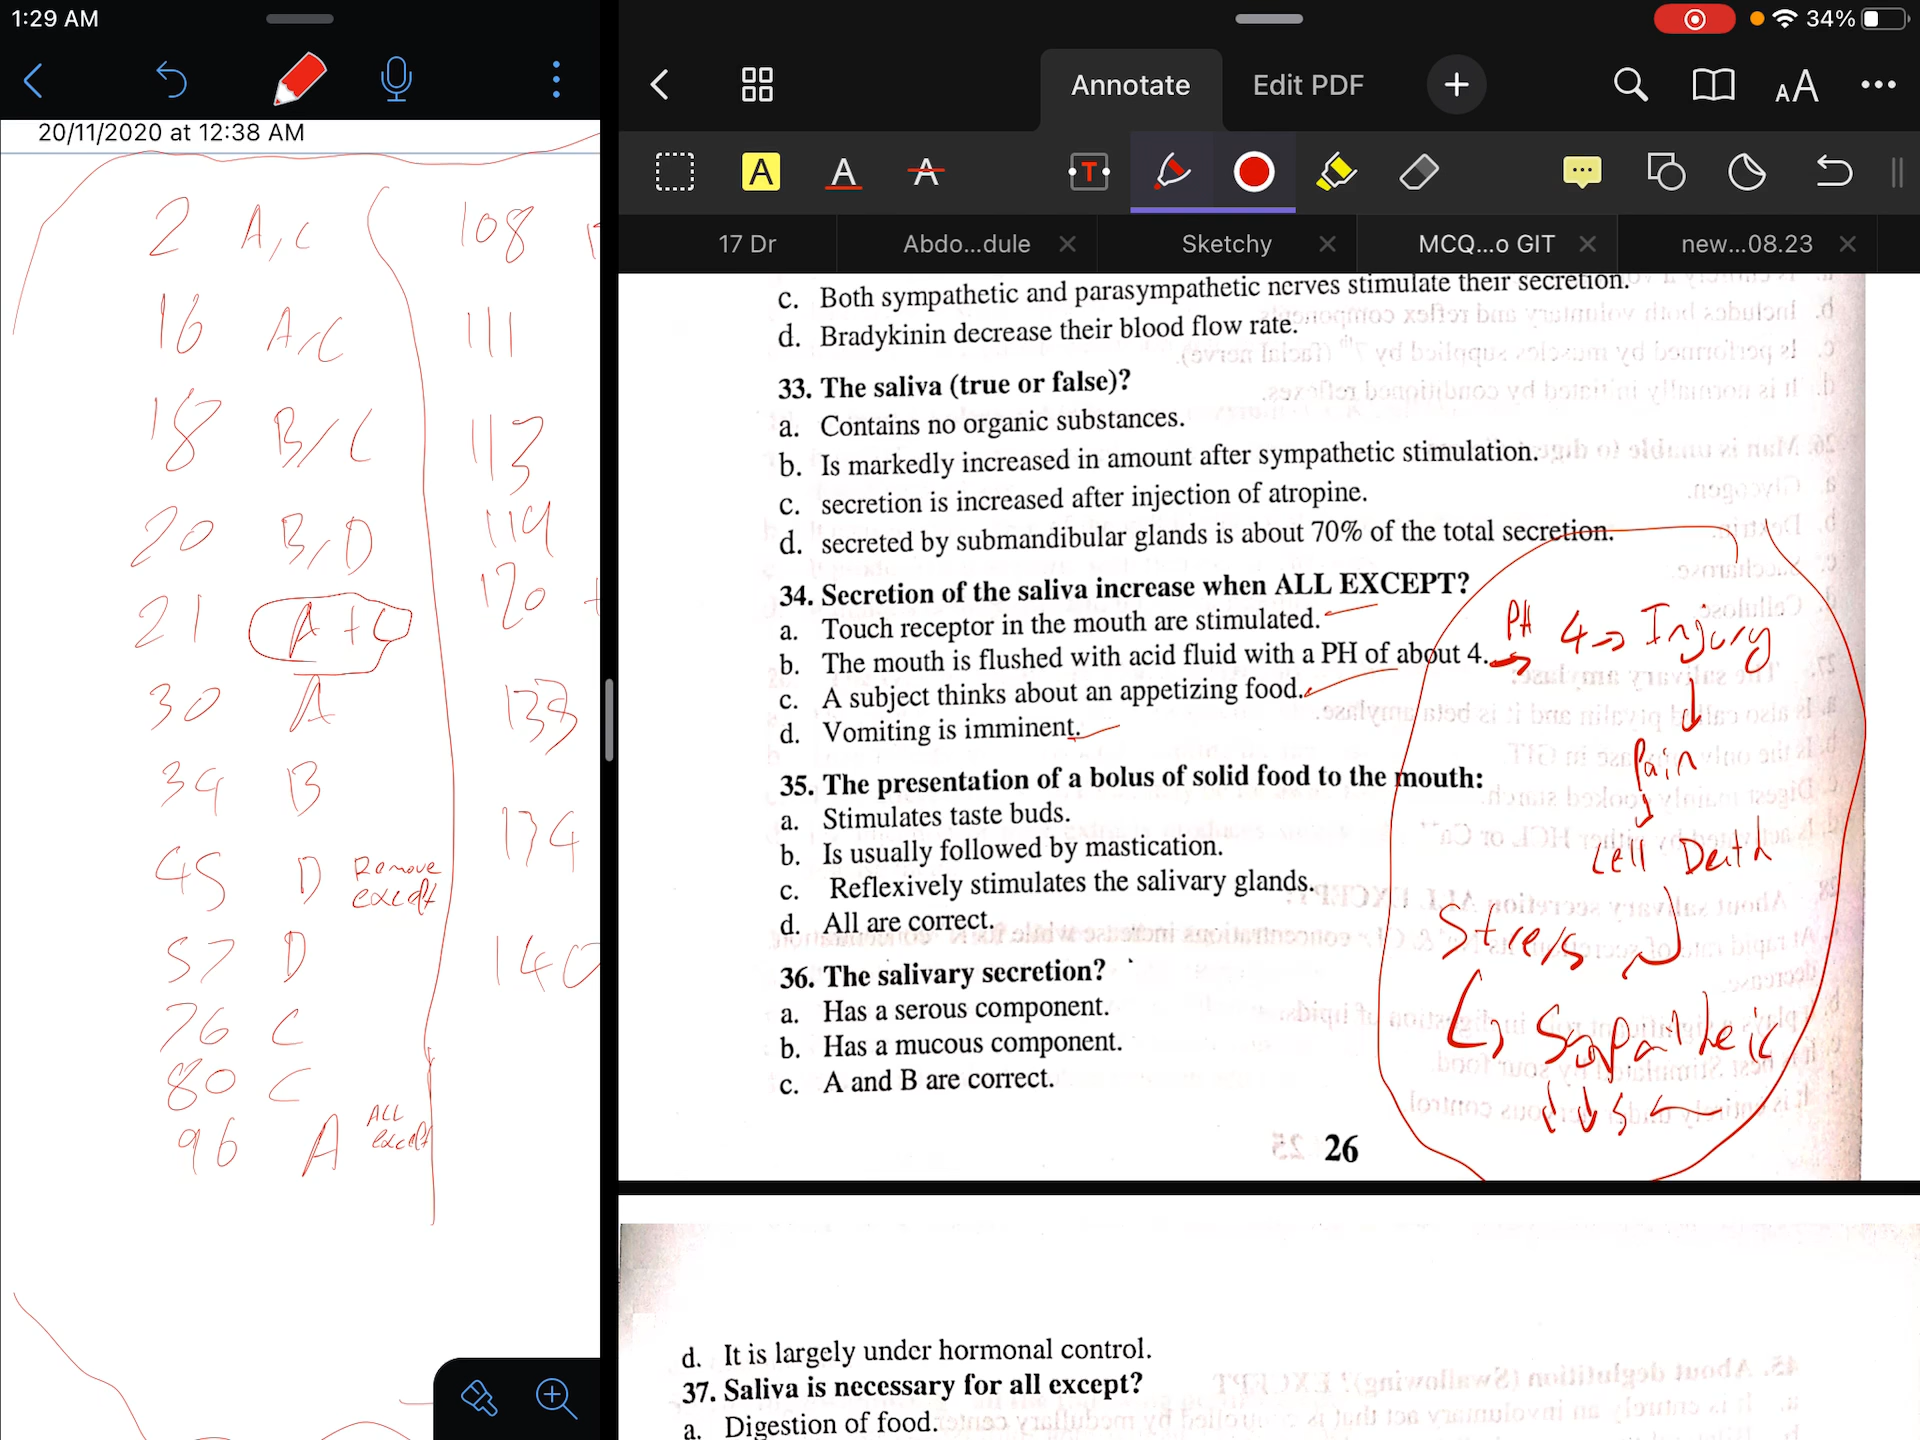 1:29 AM
34%
20/11/2020 at 12:38 AM
2 A,C
16 A,C
18 B/C
20 B/D
21 A+C
30 A
34 B
45 D Remove except
57 D
76 C
80 C
96 A ALL except
108
111
113
114
120
133
134
140
Annotate
Edit PDF
17 Dr
Abdo...dule
Sketchy
MCQ...o GIT
new...08.23
c. Both sympathetic and parasympathetic nerves stimulate their secretion.
d. Bradykinin decrease their blood flow rate.
33. The saliva (true or false)?
a. Contains no organic substances.
b. Is markedly increased in amount after sympathetic stimulation.
c. secretion is increased after injection of atropine.
d. secreted by submandibular glands is about 70% of the total secretion.
34. Secretion of the saliva increase when ALL EXCEPT?
a. Touch receptor in the mouth are stimulated.
b. The mouth is flushed with acid fluid with a PH of about 4.
c. A subject thinks about an appetizing food.
d. Vomiting is imminent.
35. The presentation of a bolus of solid food to the mouth:
a. Stimulates taste buds.
b. Is usually followed by mastication.
c. Reflexively stimulates the salivary glands.
d. All are correct.
36. The salivary secretion?
a. Has a serous component.
b. Has a mucous component.
c. A and B are correct.
26
PH 4 → Injury
↓
Pain
↓
Cell Death
Stress
↳ Sympatheic
↓↓S
d. It is largely under hormonal control.
37. Saliva is necessary for all except?
a. Digestion of food.